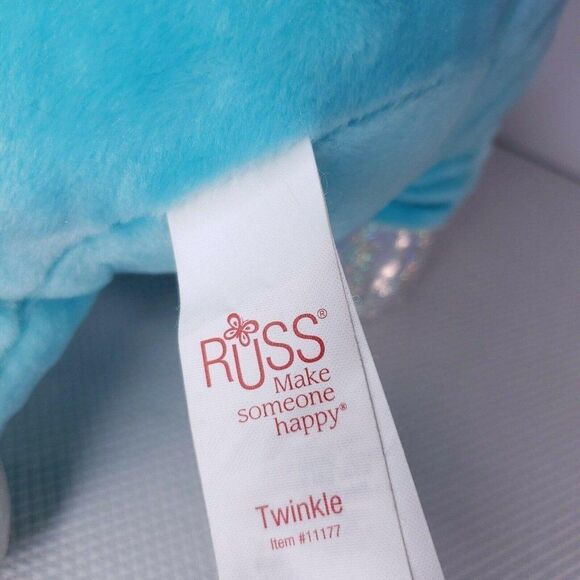 RUSS®
Make
someone
happy®
Twinkle
Item #11177